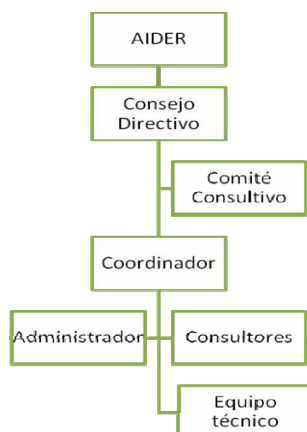 AIDER
Consejo
Directivo
Comité
Consultivo
Coordinador
Administrador
Consultores
Equipo
técnico